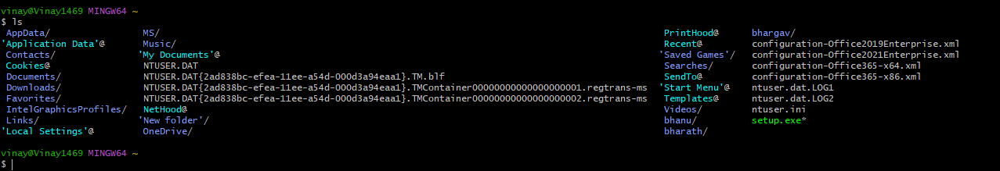 vinay@Vinay1469 MINGW64 ~
$ ls
 AppData/                MS/                                                                                            PrintHood@      bhargav/
'Application Data'@      Music/                                                                                         Recent@         configuration-Office2019Enterprise.xml
 Contacts/              'My Documents'@                                                                                'Saved Games'/   configuration-Office2021Enterprise.xml
 Cookies@                NTUSER.DAT                                                                                     Searches/       configuration-Office365-x64.xml
 Documents/              NTUSER.DAT{2ad838bc-efea-11ee-a54d-000d3a94eaa1}.TM.blf                                        SendTo@         configuration-Office365-x86.xml
 Downloads/              NTUSER.DAT{2ad838bc-efea-11ee-a54d-000d3a94eaa1}.TMContainer00000000000000000001.regtrans-ms  'Start Menu'@    ntuser.dat.LOG1
 Favorites/              NTUSER.DAT{2ad838bc-efea-11ee-a54d-000d3a94eaa1}.TMContainer00000000000000000002.regtrans-ms   Templates@      ntuser.dat.LOG2
 IntelGraphicsProfiles/  NetHood@                                                                                       Videos/         ntuser.ini
 Links/                 'New folder'/                                                                                   bhanu/          setup.exe*
'Local Settings'@        OneDrive/                                                                                      bharath/
vinay@Vinay1469 MINGW64 ~
$